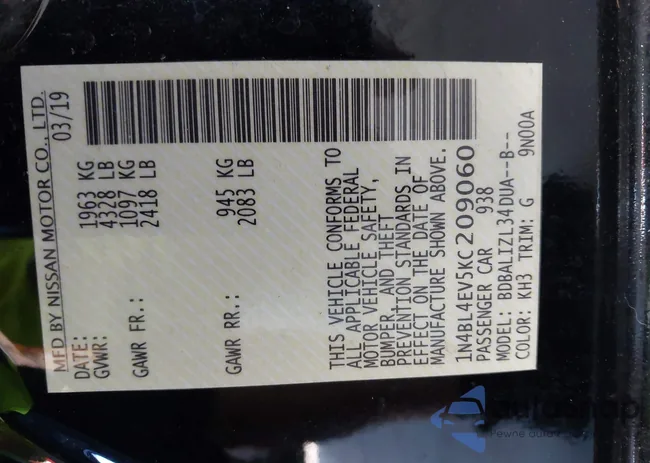 MFD BY NISSAN MOTOR CO., LTD.
DATE: 03/19
GVWR: 1963 KG
4328 LB
GAWR FR.: 1097 KG
2418 LB
GAWR RR.: 945 KG
2083 LB
THIS VEHICLE CONFORMS TO
ALL APPLICABLE FEDERAL
MOTOR VEHICLE SAFETY,
BUMPER, AND THEFT
PREVENTION STANDARDS IN
EFFECT ON THE DATE OF
MANUFACTURE SHOWN ABOVE.
1N4BL4EV5KC209060
PASSENGER CAR 938
MODEL: BDBALIZL34DUA--B--
COLOR: KH3 TRIM: G 9N00A
autoshop
Pewne auta